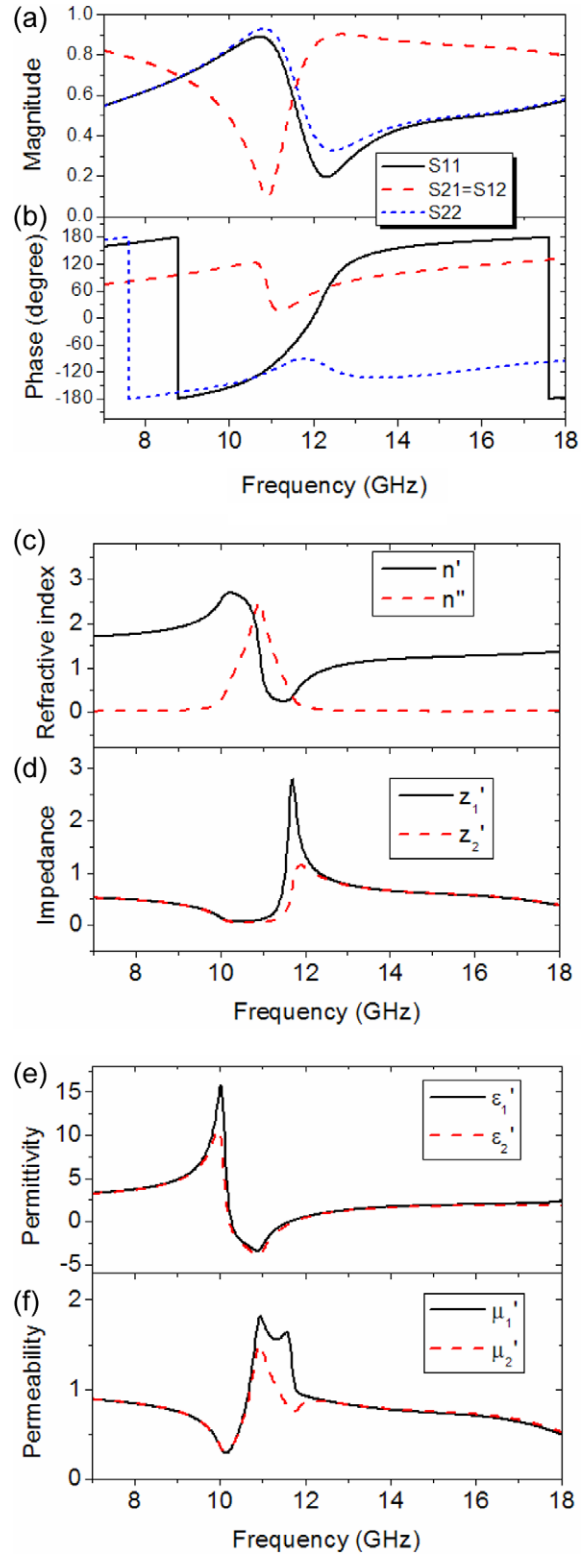 (a)
Magnitude
1.0
0.8
0.6
0.4
0.2
0.0
S11
S21=S12
S22
(b)
Phase (degree)
180
120
60
0
-60
-120
-180
8 10 12 14 16 18
Frequency (GHz)
(c)
Refractive index
3
2
1
0
n'
n''
(d)
Impedance
3
2
1
0
z₁'
z₂'
8 10 12 14 16 18
Frequency (GHz)
(e)
Permittivity
15
10
5
0
-5
ε₁'
ε₂'
(f)
Permeability
2
1
0
μ₁'
μ₂'
8 10 12 14 16 18
Frequency (GHz)